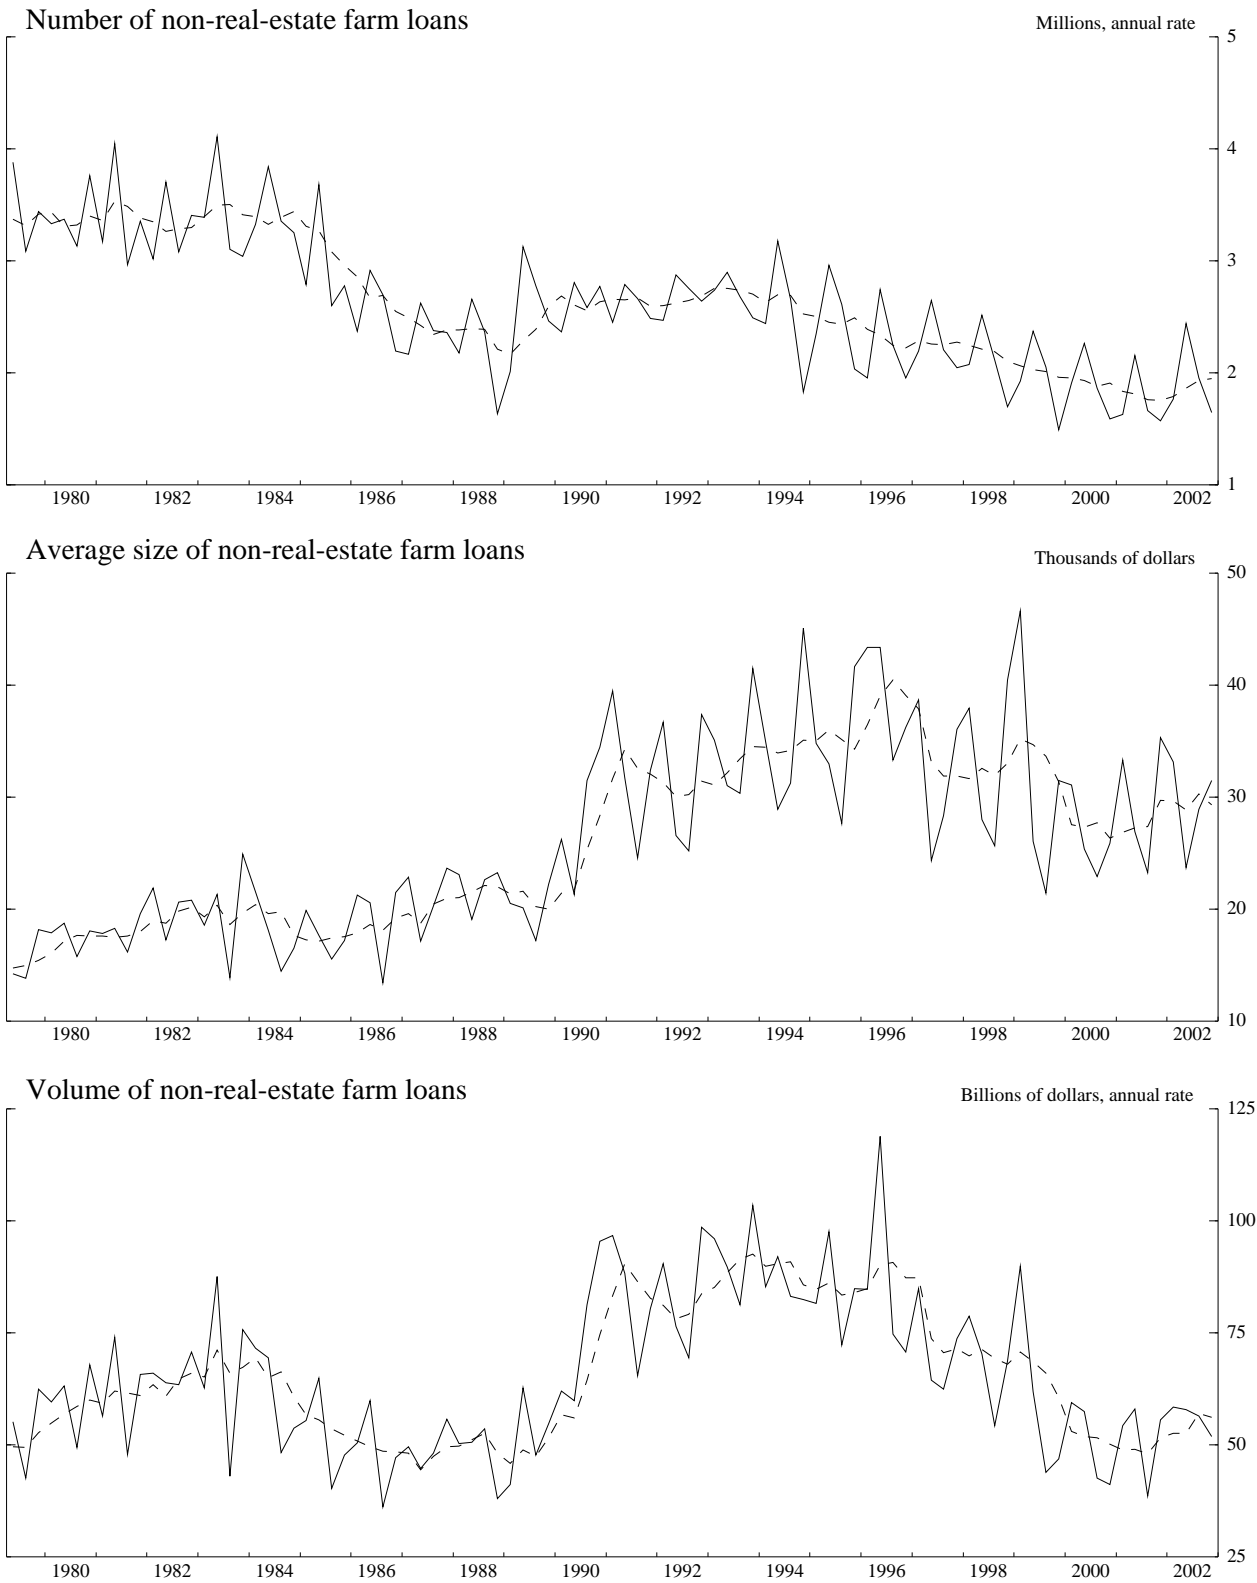 Number of non-real-estate farm loans
Millions, annual rate
5
4
3
2
1
1980 1982 1984 1986 1988 1990 1992 1994 1996 1998 2000 2002
Average size of non-real-estate farm loans
Thousands of dollars
50
40
30
20
10
1980 1982 1984 1986 1988 1990 1992 1994 1996 1998 2000 2002
Volume of non-real-estate farm loans
Billions of dollars, annual rate
125
100
75
50
25
1980 1982 1984 1986 1988 1990 1992 1994 1996 1998 2000 2002